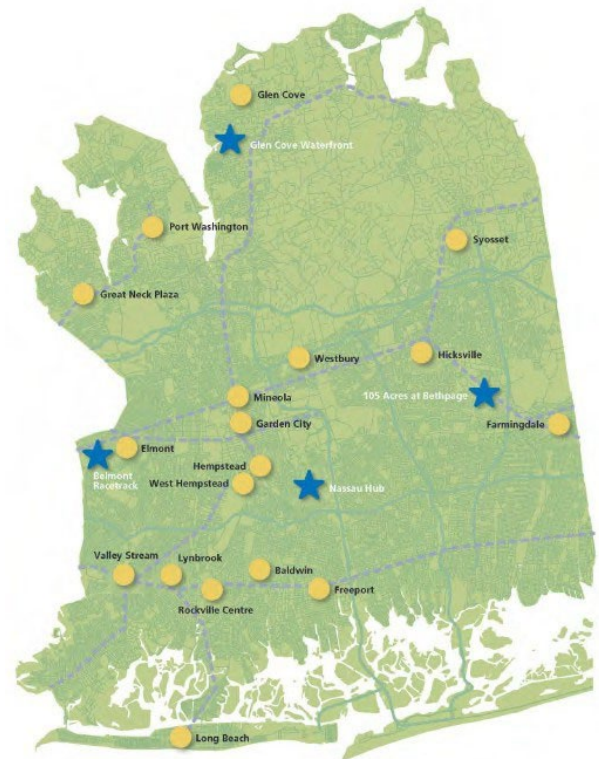 Glen Cove
Glen Cove Waterfront
Port Washington
Syosset
Great Neck Plaza
Westbury
Hicksville
Mineola
105 Acres at Bethpage
Garden City
Farmingdale
Elmont
Belmont
Racetrack
Hempstead
West Hempstead
Nassau Hub
Valley Stream
Lynbrook
Baldwin
Rockville Centre
Freeport
Long Beach